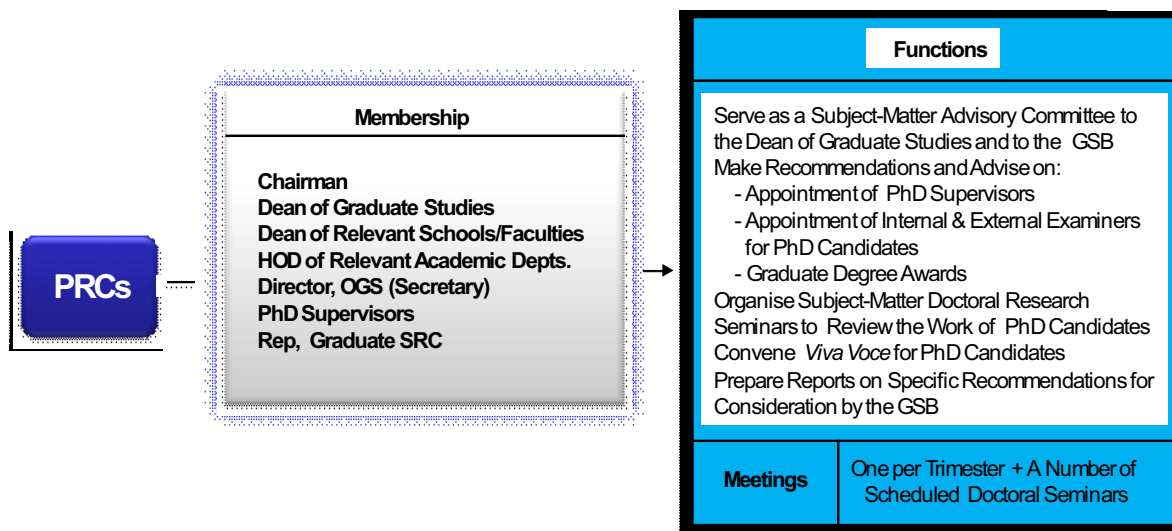 PRCs
Membership
Chairman
Dean of Graduate Studies
Dean of Relevant Schools/Faculties
HOD of Relevant Academic Depts.
Director, OGS (Secretary)
PhD Supervisors
Rep, Graduate SRC
Functions
Serve as a Subject-Matter Advisory Committee to
the Dean of Graduate Studies and to the GSB
Make Recommendations and Advise on:
- Appointment of PhD Supervisors
- Appointment of Internal & External Examiners
for PhD Candidates
- Graduate Degree Awards
Organise Subject-Matter Doctoral Research
Seminars to Review the Work of PhD Candidates
Convene Viva Voce for PhD Candidates
Prepare Reports on Specific Recommendations for
Consideration by the GSB
Meetings
One per Trimester + A Number of
Scheduled Doctoral Seminars